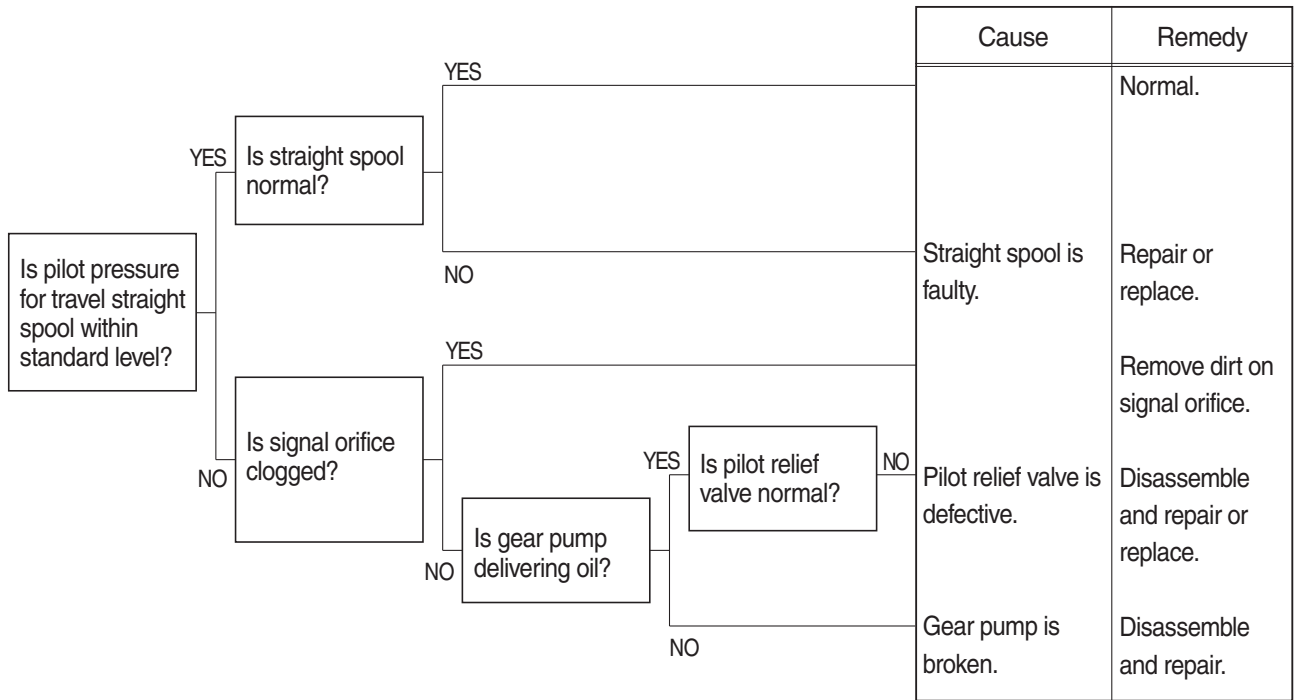 Cause
Remedy
YES
Normal.
YES
Is straight spool
normal?
NO
Straight spool is
faulty.
Repair or
replace.
Is pilot pressure
for travel straight
spool within
standard level?
YES
Remove dirt on
signal orifice.
NO
Is signal orifice
clogged?
YES
Is pilot relief
valve normal?
NO
Pilot relief valve is
defective.
Disassemble
and repair or
replace.
NO
Is gear pump
delivering oil?
NO
Gear pump is
broken.
Disassemble
and repair.